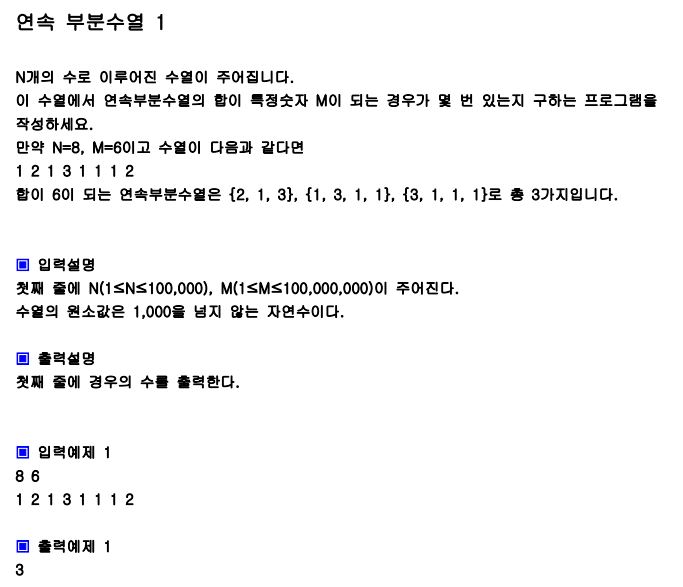 연속 부분수열 1
N개의 수로 이루어진 수열이 주어집니다.
이 수열에서 연속부분수열의 합이 특정숫자 M이 되는 경우가 몇 번 있는지 구하는 프로그램을
작성하세요.
만약 N=8, M=6이고 수열이 다음과 같다면
1 2 1 3 1 1 1 2
합이 6이 되는 연속부분수열은 {2, 1, 3}, {1, 3, 1, 1}, {3, 1, 1, 1}로 총 3가지입니다.
▣ 입력설명
첫째 줄에 N(1≤N≤100,000), M(1≤M≤100,000,000)이 주어진다.
수열의 원소값은 1,000을 넘지 않는 자연수이다.
▣ 출력설명
첫째 줄에 경우의 수를 출력한다.
▣ 입력예제 1
8 6
1 2 1 3 1 1 1 2
▣ 출력예제 1
3